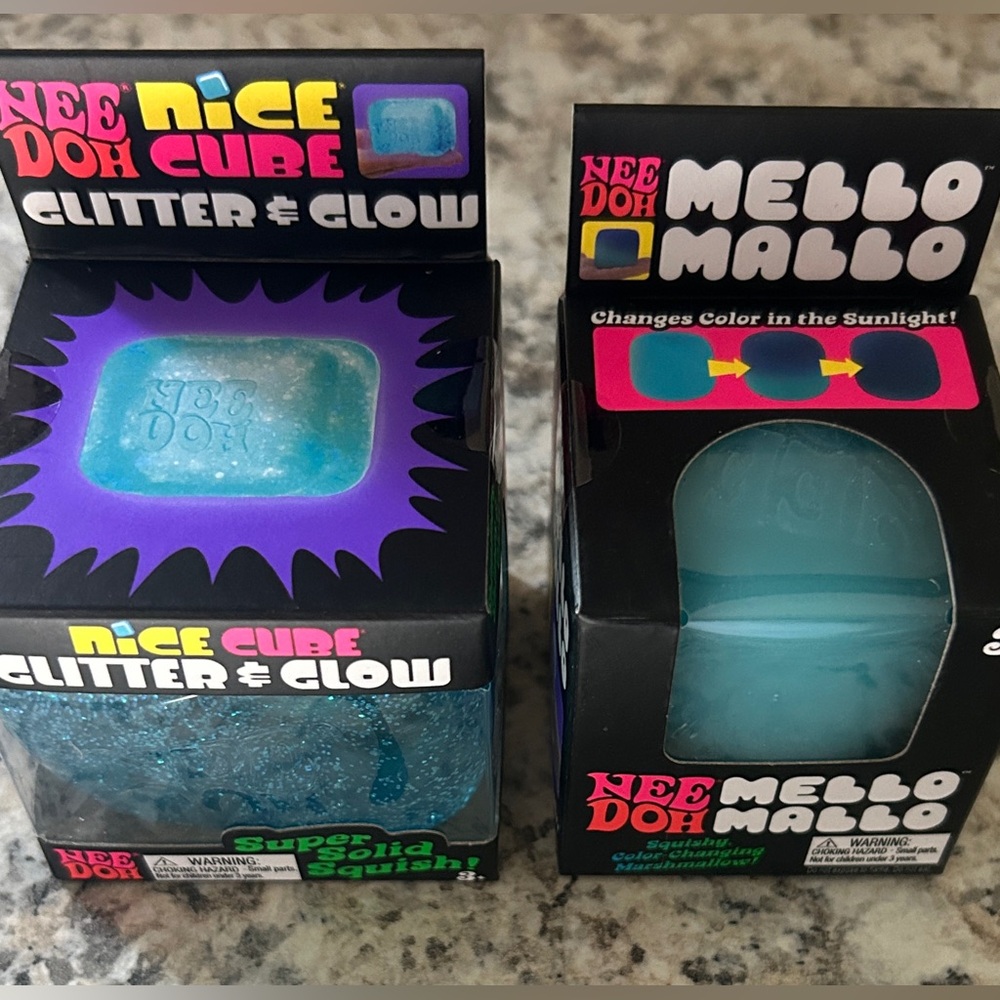 NEE DOH
NICE CUBE
GLITTER & GLOW
NEE DOH
NICE CUBE
GLITTER & GLOW
Super Solid Squish!
NEE DOH
WARNING:
CHOKING HAZARD - Small parts.
Not for children under 3 years.
3+
NEE DOH
MELLO
MALLO
Changes Color in the Sunlight!
NEE DOH
MELLO
MALLO
Squishy,
Color-Changing
Marshmallow!
WARNING:
CHOKING HAZARD - Small parts.
Not for children under 3 years.